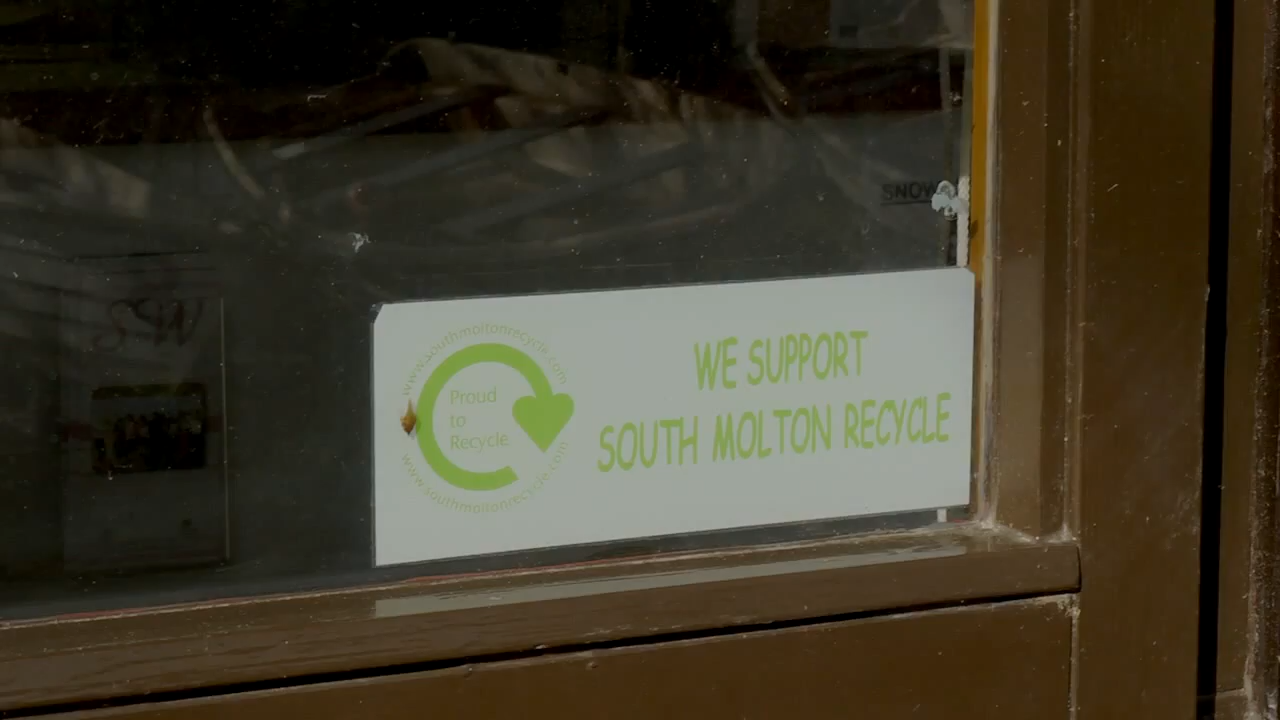 SNOW
www.southmoltonrecycle.com
Proud
to
Recycle
www.southmoltonrecycle.com
WE SUPPORT
SOUTH MOLTON RECYCLE